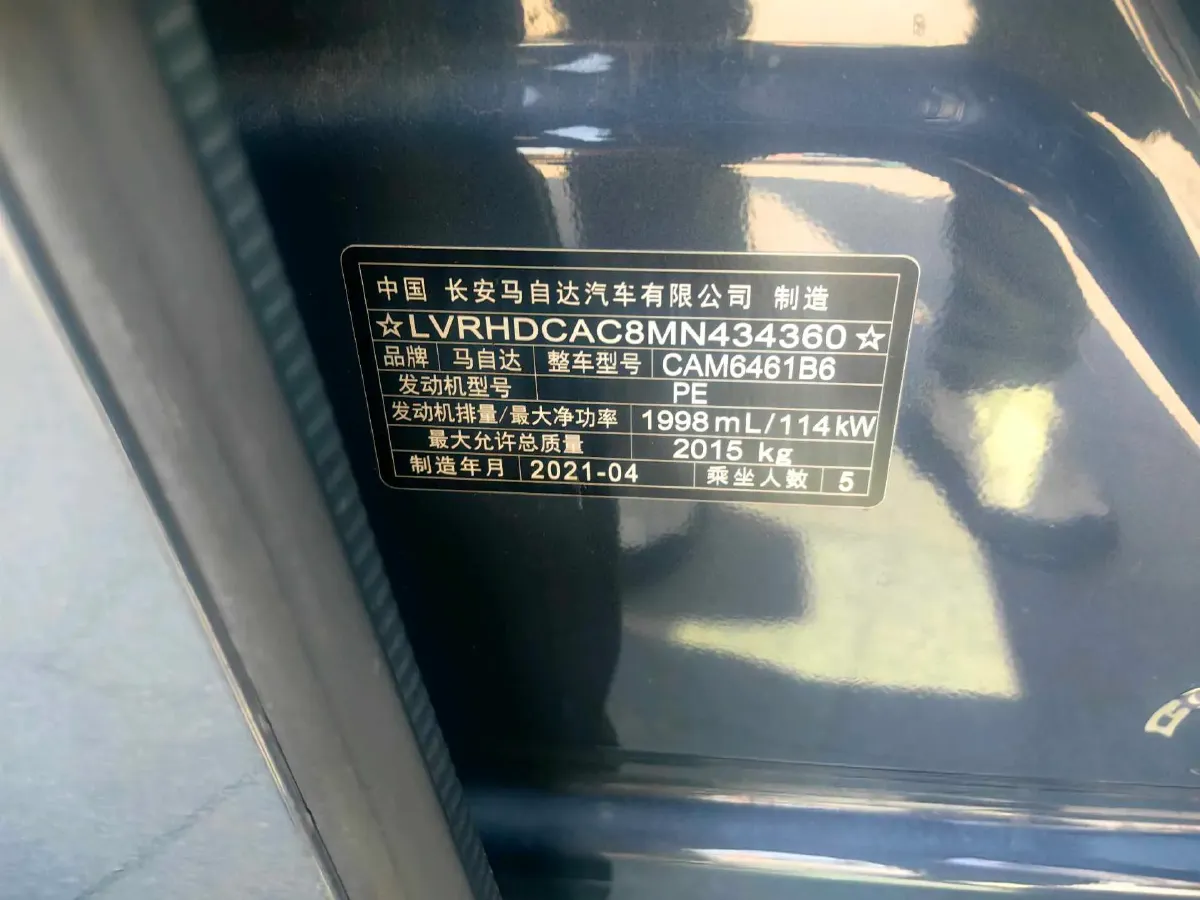 中国 长安马自达汽车有限公司 制造
☆LVRHDCAC8MN434360☆
品牌 马自达 整车型号 CAM6461B6
发动机型号 PE
发动机排量/最大净功率 1998mL/114kW
最大允许总质量 2015 kg
制造年月 2021-04 乘坐人数 5